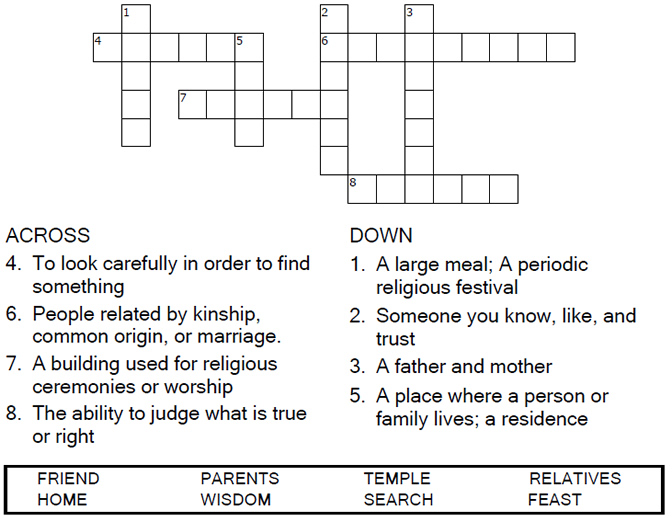 1 2 3
4 5 6
7
8
ACROSS
4. To look carefully in order to find
something
6. People related by kinship,
common origin, or marriage.
7. A building used for religious
ceremonies or worship
8. The ability to judge what is true
or right
DOWN
1. A large meal; A periodic
religious festival
2. Someone you know, like, and
trust
3. A father and mother
5. A place where a person or
family lives; a residence
FRIEND PARENTS TEMPLE RELATIVES
HOME WISDOM SEARCH FEAST